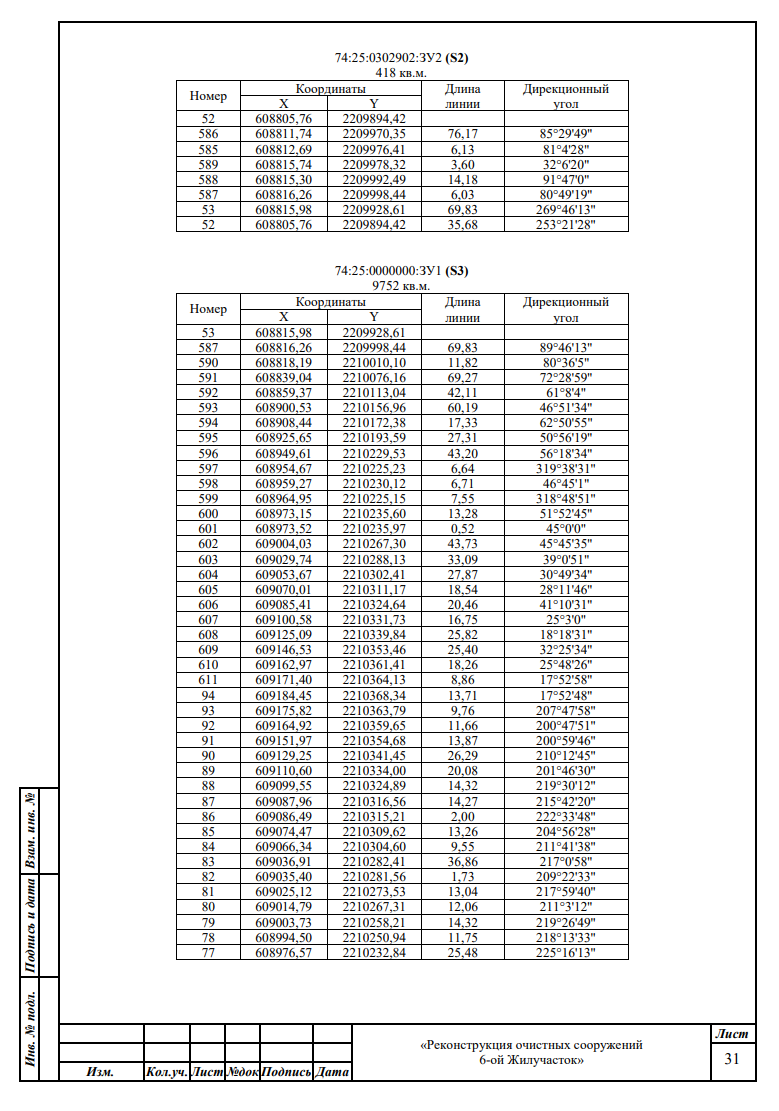 74:25:0302902:ЗУ2 (S2)
418 кв.м.
Номер Координаты Длина линии Дирекционный угол
X Y
52 608805,76 2209894,42
586 608811,74 2209970,35 76,17 85°29'49"
585 608812,69 2209976,41 6,13 81°4'28"
589 608815,74 2209978,32 3,60 32°6'20"
588 608815,30 2209992,49 14,18 91°47'0"
587 608816,26 2209998,44 6,03 80°49'19"
53 608815,98 2209928,61 69,83 269°46'13"
52 608805,76 2209894,42 35,68 253°21'28"
74:25:0000000:ЗУ1 (S3)
9752 кв.м.
Номер Координаты Длина линии Дирекционный угол
X Y
53 608815,98 2209928,61
587 608816,26 2209998,44 69,83 89°46'13"
590 608818,19 2210010,10 11,82 80°36'5"
591 608839,04 2210076,16 69,27 72°28'59"
592 608859,37 2210113,04 42,11 61°8'4"
593 608900,53 2210156,96 60,19 46°51'34"
594 608908,44 2210172,38 17,33 62°50'55"
595 608925,65 2210193,59 27,31 50°56'19"
596 608949,61 2210229,53 43,20 56°18'34"
597 608954,67 2210225,23 6,64 319°38'31"
598 608959,27 2210230,12 6,71 46°45'1"
599 608964,95 2210225,15 7,55 318°48'51"
600 608973,15 2210235,60 13,28 51°52'45"
601 608973,52 2210235,97 0,52 45°0'0"
602 609004,03 2210267,30 43,73 45°45'35"
603 609029,74 2210288,13 33,09 39°0'51"
604 609053,67 2210302,41 27,87 30°49'34"
605 609070,01 2210311,17 18,54 28°11'46"
606 609085,41 2210324,64 20,46 41°10'31"
607 609100,58 2210331,73 16,75 25°3'0"
608 609125,09 2210339,84 25,82 18°18'31"
609 609146,53 2210353,46 25,40 32°25'34"
610 609162,97 2210361,41 18,26 25°48'26"
611 609171,40 2210364,13 8,86 17°52'58"
94 609184,45 2210368,34 13,71 17°52'48"
93 609175,82 2210363,79 9,76 207°47'58"
92 609164,92 2210359,65 11,66 200°47'51"
91 609151,97 2210354,68 13,87 200°59'46"
90 609129,25 2210341,45 26,29 210°12'45"
89 609110,60 2210334,00 20,08 201°46'30"
88 609099,55 2210324,89 14,32 219°30'12"
87 609087,96 2210316,56 14,27 215°42'20"
86 609086,49 2210315,21 2,00 222°33'48"
85 609074,47 2210309,62 13,26 204°56'28"
84 609066,34 2210304,60 9,55 211°41'38"
83 609036,91 2210282,41 36,86 217°0'58"
82 609035,40 2210281,56 1,73 209°22'33"
81 609025,12 2210273,53 13,04 217°59'40"
80 609014,79 2210267,31 12,06 211°3'12"
79 609003,73 2210258,21 14,32 219°26'49"
78 608994,50 2210250,94 11,75 218°13'33"
77 608976,57 2210232,84 25,48 225°16'13"
Взам. инв. №
Подпись и дата
Инв. № подл.
Изм. Кол.уч. Лист №док Подпись Дата
«Реконструкция очистных сооружений
6-ой Жилучасток»
Лист
31